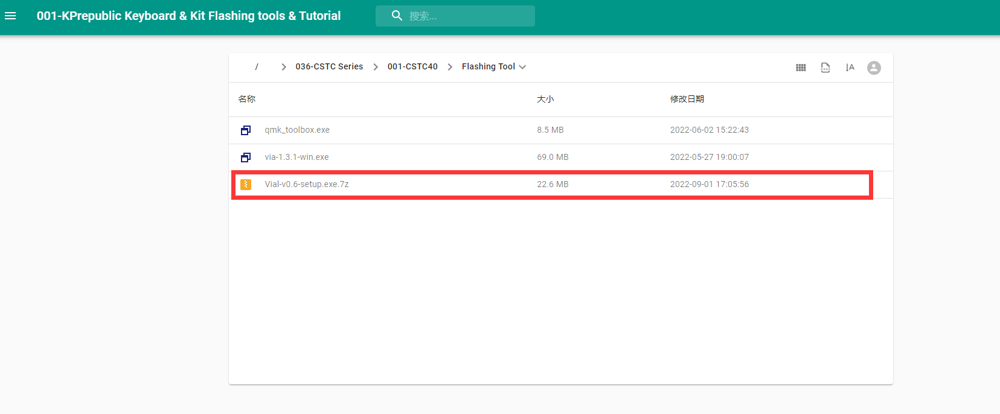 001-KPrepublic Keyboard & Kit Flashing tools & Tutorial 搜索...
/ 036-CSTC Series 001-CSTC40 Flashing Tool
名称 大小 修改日期
qmk_toolbox.exe 8.5 MB 2022-06-02 15:22:43
via-1.3.1-win.exe 69.0 MB 2022-05-27 19:00:07
Vial-v0.6-setup.exe.7z 22.6 MB 2022-09-01 17:05:56